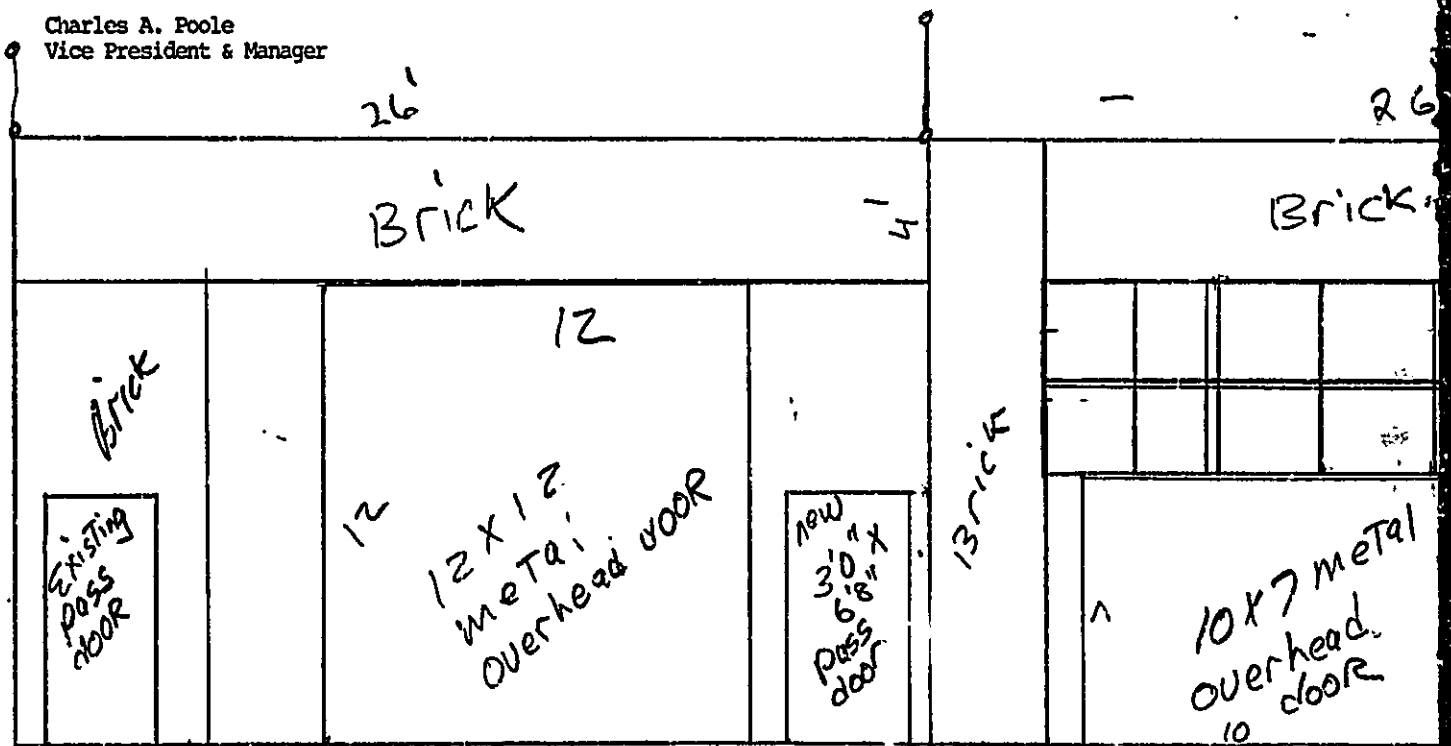 Charles A. Poole
Vice President & Manager
26'
26
Brick
4'
Brick
12
Brick
12
12 X 12
metal
overhead door
Existing
pass
door
new
3'0" X
6'8"
pass
door
Brick
10 X 7 metal
overhead
door
10